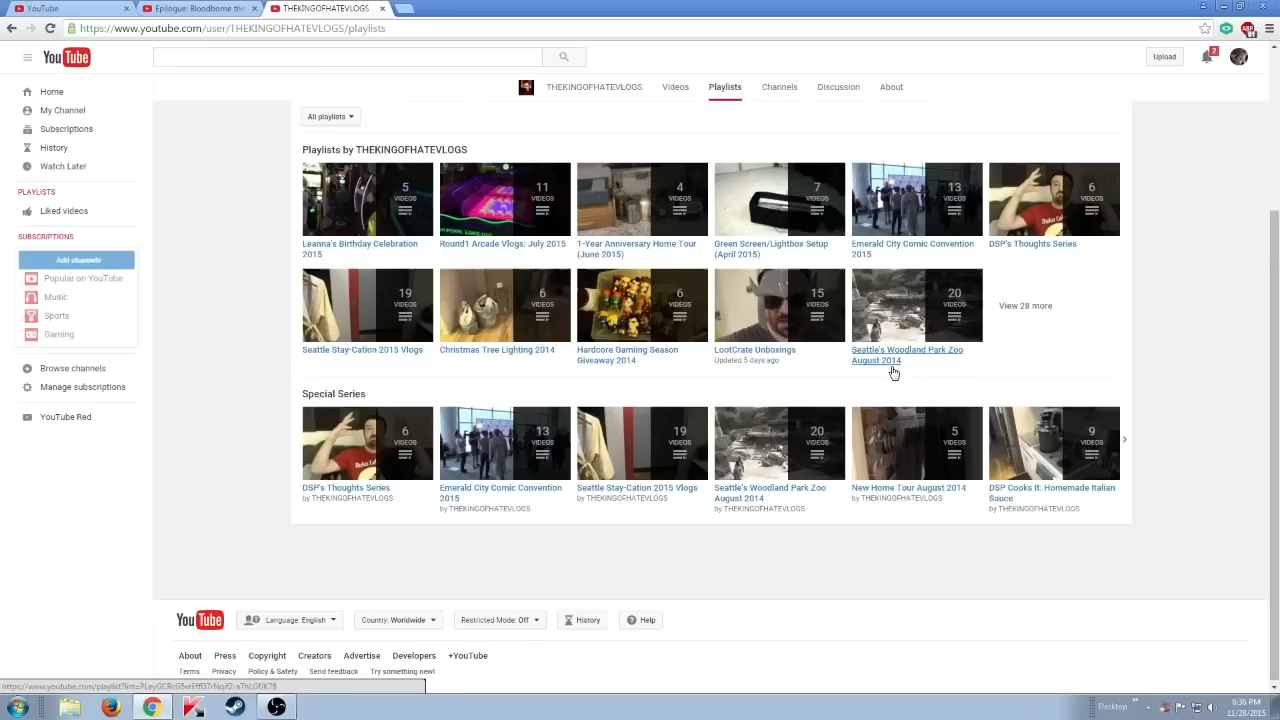 YouTube
Epilogue: Bloodborne the
THEKINGOFHATEVLOGS
https://www.youtube.com/user/THEKINGOFHATEVLOGS/playlists
YouTube
Upload
2
Home
My Channel
Subscriptions
History
Watch Later
PLAYLISTS
Liked videos
SUBSCRIPTIONS
Add channels
Popular on YouTube
Music
Sports
Gaming
Browse channels
Manage subscriptions
YouTube Red
THEKINGOFHATEVLOGS Videos Playlists Channels Discussion About
All playlists
Playlists by THEKINGOFHATEVLOGS
5 VIDEOS
Leanna's Birthday Celebration
2015
11 VIDEOS
Round1 Arcade Vlogs: July 2015
4 VIDEOS
1-Year Anniversary Home Tour
(June 2015)
7 VIDEOS
Green Screen/Lightbox Setup
(April 2015)
13 VIDEOS
Emerald City Comic Convention
2015
6 VIDEOS
DSP's Thoughts Series
19 VIDEOS
Seattle Stay-Cation 2015 Vlogs
6 VIDEOS
Christmas Tree Lighting 2014
6 VIDEOS
Hardcore Gamiing Season
Giveaway 2014
15 VIDEOS
LootCrate Unboxings
Updated 5 days ago
20 VIDEOS
Seattle's Woodland Park Zoo
August 2014
View 28 more
Special Series
6 VIDEOS
DSP's Thoughts Series
by THEKINGOFHATEVLOGS
13 VIDEOS
Emerald City Comic Convention
2015
by THEKINGOFHATEVLOGS
19 VIDEOS
Seattle Stay-Cation 2015 Vlogs
by THEKINGOFHATEVLOGS
20 VIDEOS
Seattle's Woodland Park Zoo
August 2014
by THEKINGOFHATEVLOGS
5 VIDEOS
New Home Tour August 2014
by THEKINGOFHATEVLOGS
9 VIDEOS
DSP Cooks It: Homemade Italian
Sauce
by THEKINGOFHATEVLOGS
YouTube Language: English Country: Worldwide Restricted Mode: Off History Help
About Press Copyright Creators Advertise Developers +YouTube
Terms Privacy Policy & Safety Send feedback Try something new!
Desktop
6:36 PM
11/28/2015